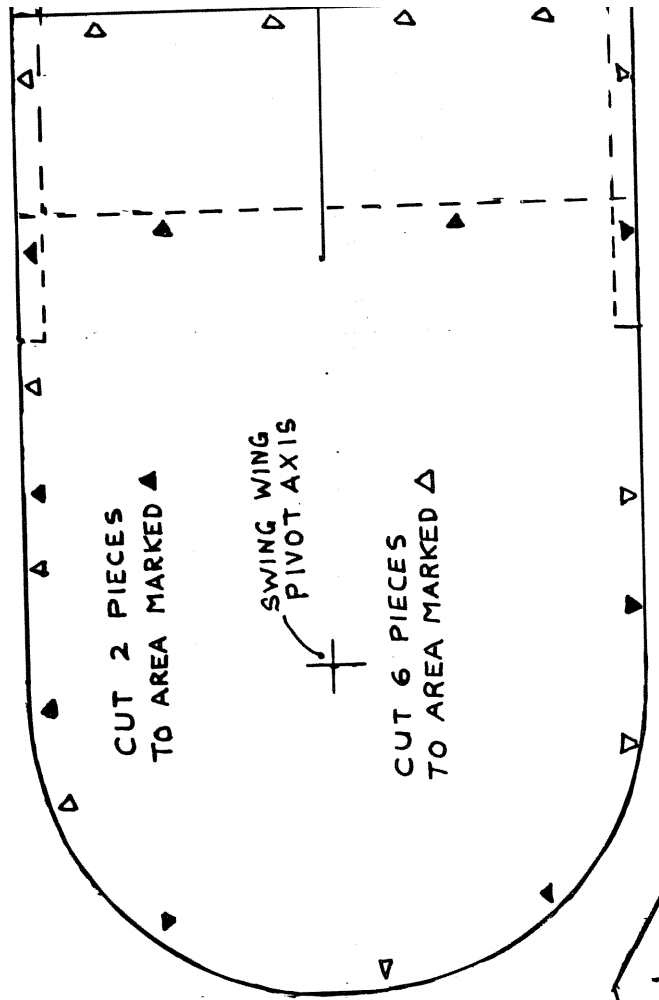 CUT 2 PIECES
TO AREA MARKED ▲
SWING WING
PIVOT AXIS
CUT 6 PIECES
TO AREA MARKED △